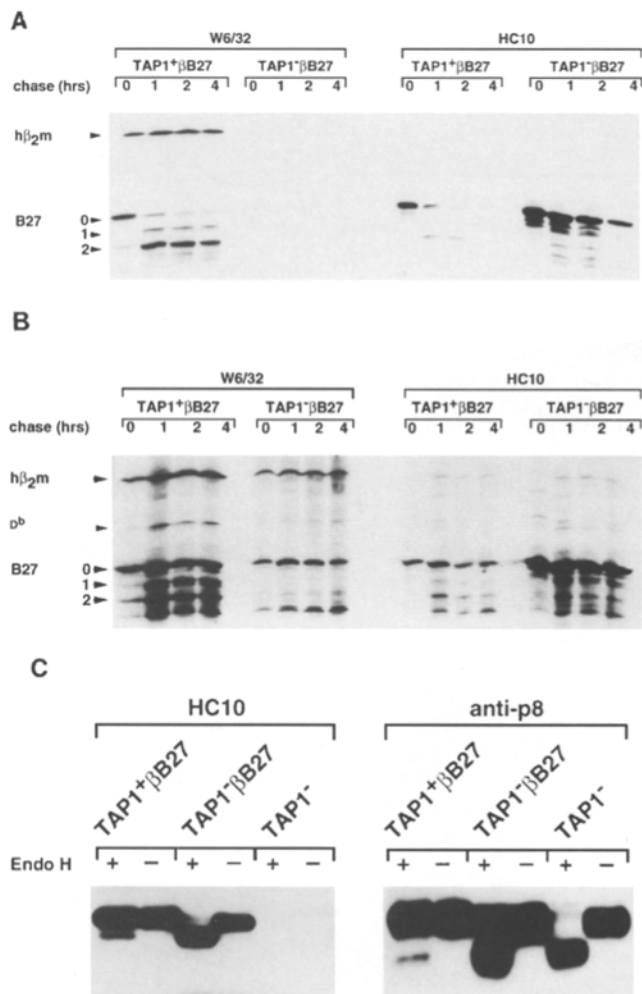 A
W6/32 HC10
TAP1⁺βB27 TAP1⁻βB27 TAP1⁺βB27 TAP1⁻βB27
chase (hrs) 0 1 2 4 0 1 2 4 0 1 2 4 0 1 2 4
hβ₂m
B27 0
1
2
B
W6/32 HC10
TAP1⁺βB27 TAP1⁻βB27 TAP1⁺βB27 TAP1⁻βB27
chase (hrs) 0 1 2 4 0 1 2 4 0 1 2 4 0 1 2 4
hβ₂m
Dᵇ
B27 0
1
2
C
HC10 anti-p8
TAP1⁺βB27 TAP1⁻βB27 TAP1⁻ TAP1⁺βB27 TAP1⁻βB27 TAP1⁻
Endo H + − + − + − + − + − + −